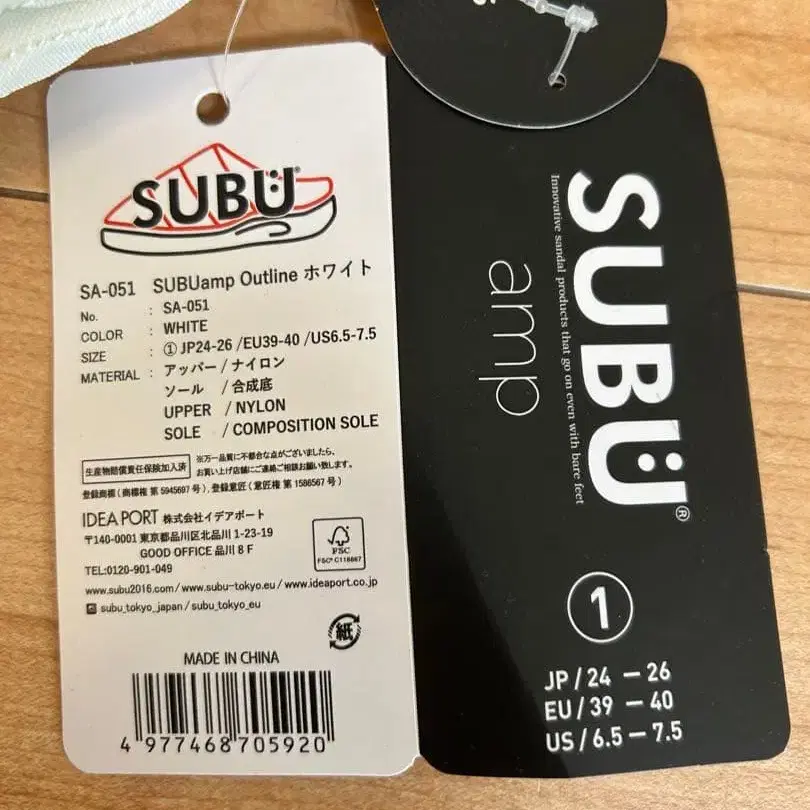 SUBU
SA-051 SUBUamp Outline ホワイト
No. : SA-051
COLOR : WHITE
SIZE : ① JP24-26 /EU39-40 /US6.5-7.5
MATERIAL : アッパー / ナイロン
ソール / 合成底
UPPER / NYLON
SOLE / COMPOSITION SOLE
生産物賠償責任保険加入済
※万一品質に不都合な点がございましたら、
お買い上げ店舗にご連絡ご相談お願い致します。
登録商標 ( 商標権 第 5945697 号 ) , 登録意匠 ( 意匠権 第 1586567 号 )
IDEA PORT 株式会社イデアポート
〒140-0001 東京都品川区北品川 1-23-19
GOOD OFFICE 品川 8 F
TEL:0120-901-049
www.subu2016.com / www.subu-tokyo.eu / www.ideaport.co.jp
subu_tokyo_japan / subu_tokyo_eu
FSC
FSC® C116867
紙
MADE IN CHINA
4 977468 705920
SUBU®
Innovative sandal products that go on even with bare feet
amp
1
JP / 24 – 26
EU / 39 – 40
US / 6.5 – 7.5